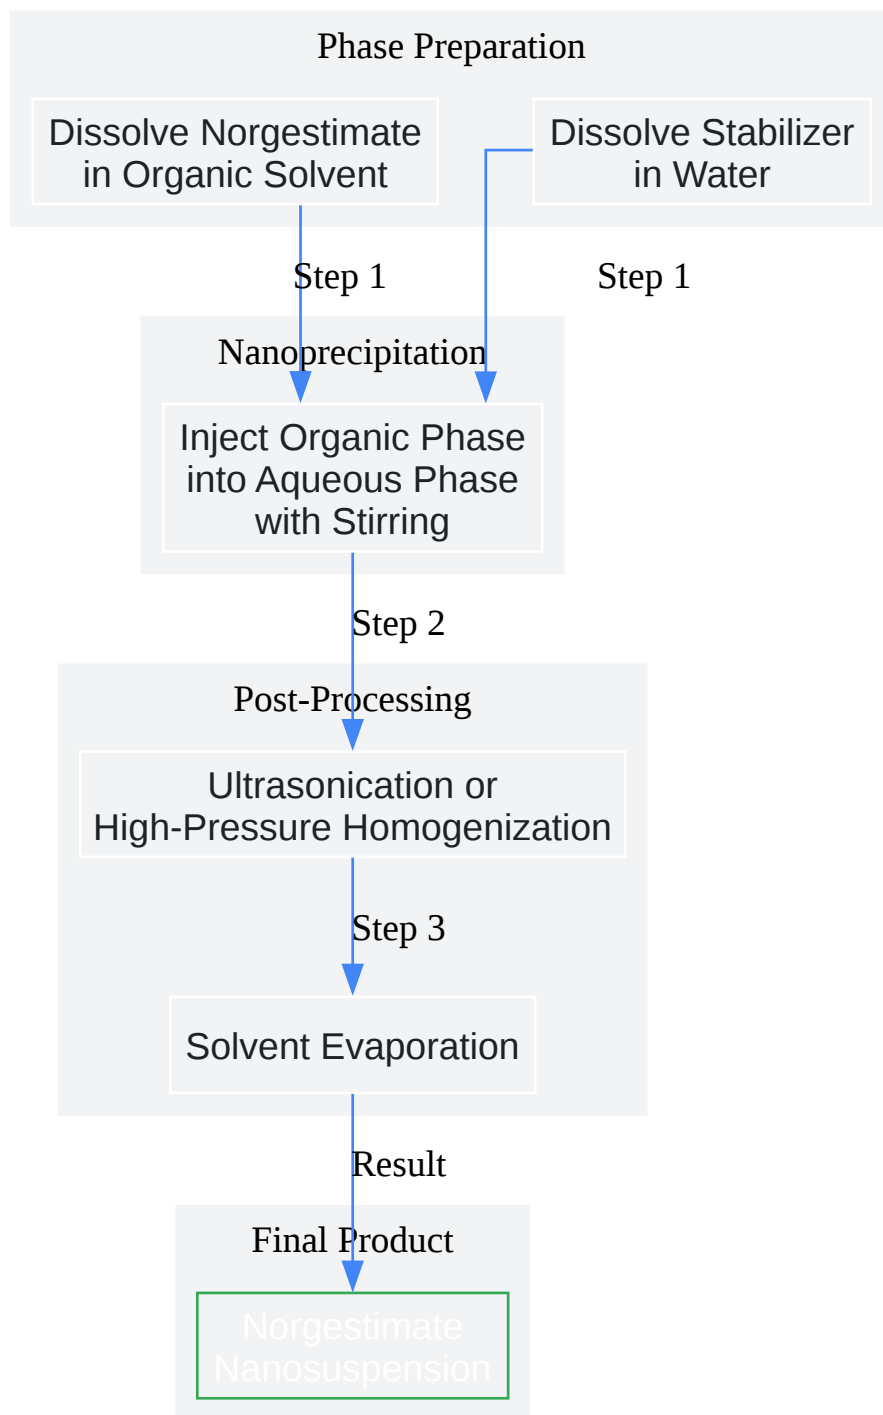 Phase Preparation
Dissolve Norgestimate
in Organic Solvent
Dissolve Stabilizer
in Water
Step 1
Step 1
Nanoprecipitation
Inject Organic Phase
into Aqueous Phase
with Stirring
Step 2
Post-Processing
Ultrasonication or
High-Pressure Homogenization
Step 3
Solvent Evaporation
Result
Final Product
Norgestimate
Nanosuspension